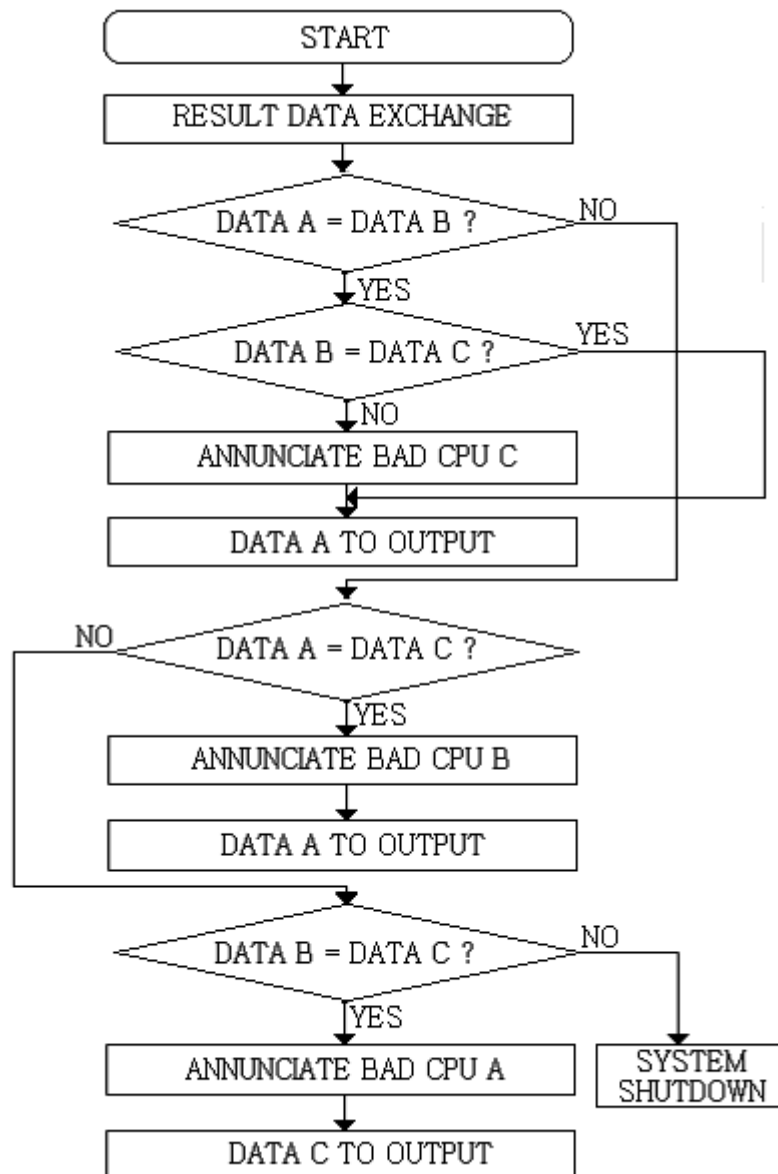 START
RESULT DATA EXCHANGE
DATA A = DATA B ?
NO
YES
DATA B = DATA C ?
YES
NO
ANNUNCIATE BAD CPU C
DATA A TO OUTPUT
NO
DATA A = DATA C ?
YES
ANNUNCIATE BAD CPU B
DATA A TO OUTPUT
DATA B = DATA C ?
NO
YES
ANNUNCIATE BAD CPU A
SYSTEM
SHUTDOWN
DATA C TO OUTPUT